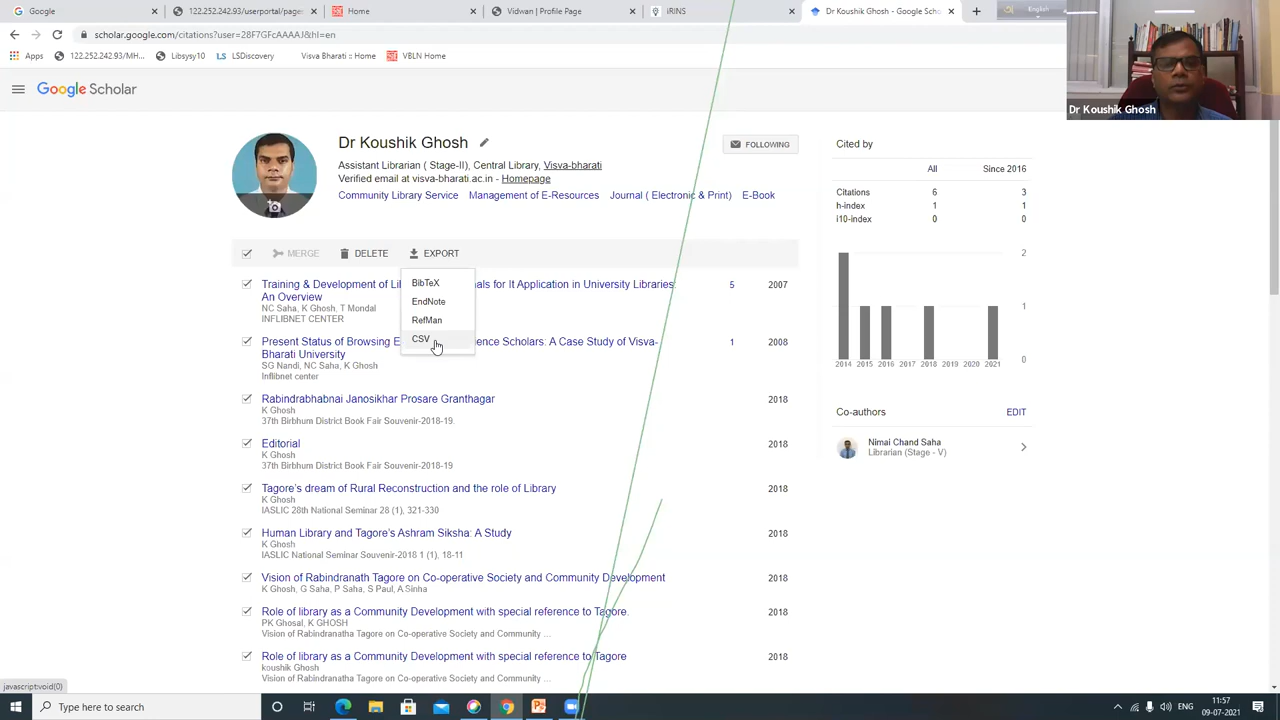 Google
122.252.242.93/userportal/pages
Home
Vidwan | Profile Page
iRINS
Dr Koushik Ghosh - Google Sch
English
scholar.google.com/citations?user=28F7GFcAAAAJ&hl=en
Apps
122.252.242.93/MH...
Libsysy10
LSDiscovery
Visva Bharati :: Home
VBLN Home
Dr Koushik Ghosh
Google Scholar
Dr Koushik Ghosh
FOLLOWING
Assistant Librarian ( Stage-II), Central Library, Visva-bharati
Verified email at visva-bharati.ac.in - Homepage
Community Library Service Management of E-Resources Journal ( Electronic & Print) E-Book
Cited by
All Since 2016
Citations 6 3
h-index 1 1
i10-index 0 0
2
1
0
2014 2015 2016 2017 2018 2019 2020 2021
Co-authors EDIT
Nimai Chand Saha
Librarian (Stage - V)
MERGE DELETE EXPORT
BibTeX
EndNote
RefMan
CSV
Training & Development of Li als for It Application in University Libraries: 5 2007
An Overview
NC Saha, K Ghosh, T Mondal
INFLIBNET CENTER
Present Status of Browsing E ence Scholars: A Case Study of Visva- 1 2008
Bharati University
SG Nandi, NC Saha, K Ghosh
Inflibnet center
Rabindrabhabnai Janosikhar Prosare Granthagar 2018
K Ghosh
37th Birbhum District Book Fair Souvenir-2018-19.
Editorial 2018
K Ghosh
37th Birbhum District Book Fair Souvenir-2018-19
Tagore's dream of Rural Reconstruction and the role of Library 2018
K Ghosh
IASLIC 28th National Seminar 28 (1), 321-330
Human Library and Tagore's Ashram Siksha: A Study 2018
K Ghosh
IASLIC National Seminar Souvenir-2018 1 (1), 18-11
Vision of Rabindranath Tagore on Co-operative Society and Community Development 2018
K Ghosh, G Saha, P Saha, S Paul, A Sinha
Role of library as a Community Development with special reference to Tagore. 2018
PK Ghosal, K GHOSH
Vision of Rabindranatha Tagore on Co-operative Society and Community ...
Role of library as a Community Development with special reference to Tagore 2018
koushik Ghosh
Vision of Rabindranatha Tagore on Co-operative Society and Community ...
javascript:void(0)
Type here to search
ENG
11:57
09-07-2021